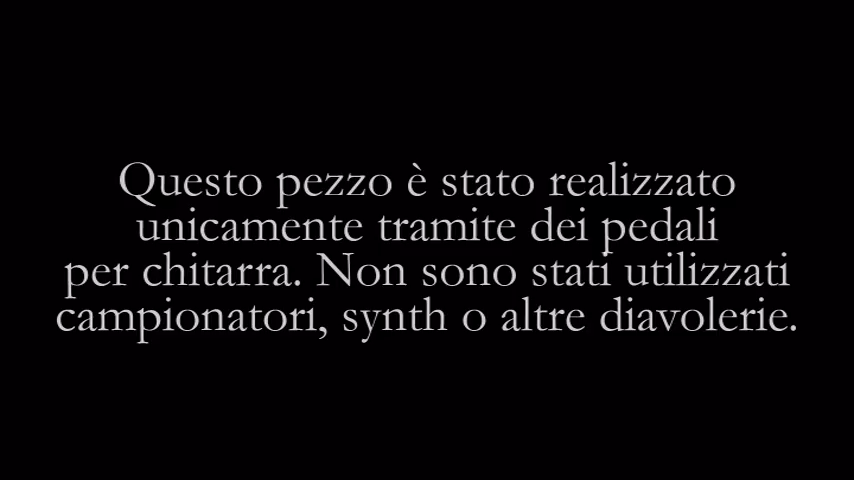 Questo pezzo è stato realizzato
unicamente tramite dei pedali
per chitarra. Non sono stati utilizzati
campionatori, synth o altre diavolerie.